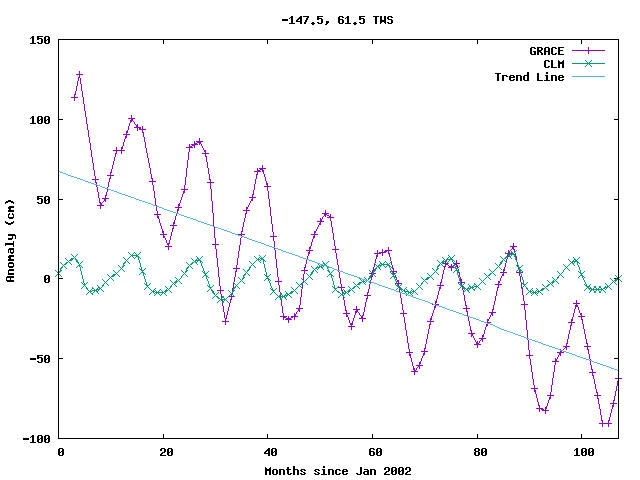 -147.5, 61.5 TWS
GRACE
CLM
Trend Line
150
100
50
0
-50
-100
Anomaly (cm)
0 20 40 60 80 100
Months since Jan 2002